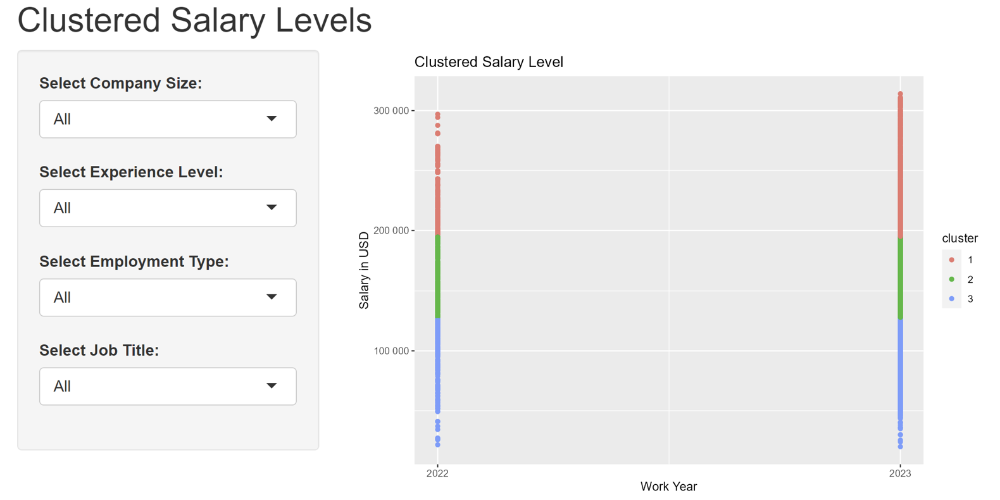 Clustered Salary Levels
Select Company Size:
All
Select Experience Level:
All
Select Employment Type:
All
Select Job Title:
All
Clustered Salary Level
300 000
200 000
100 000
Salary in USD
2022
2023
Work Year
cluster
1
2
3